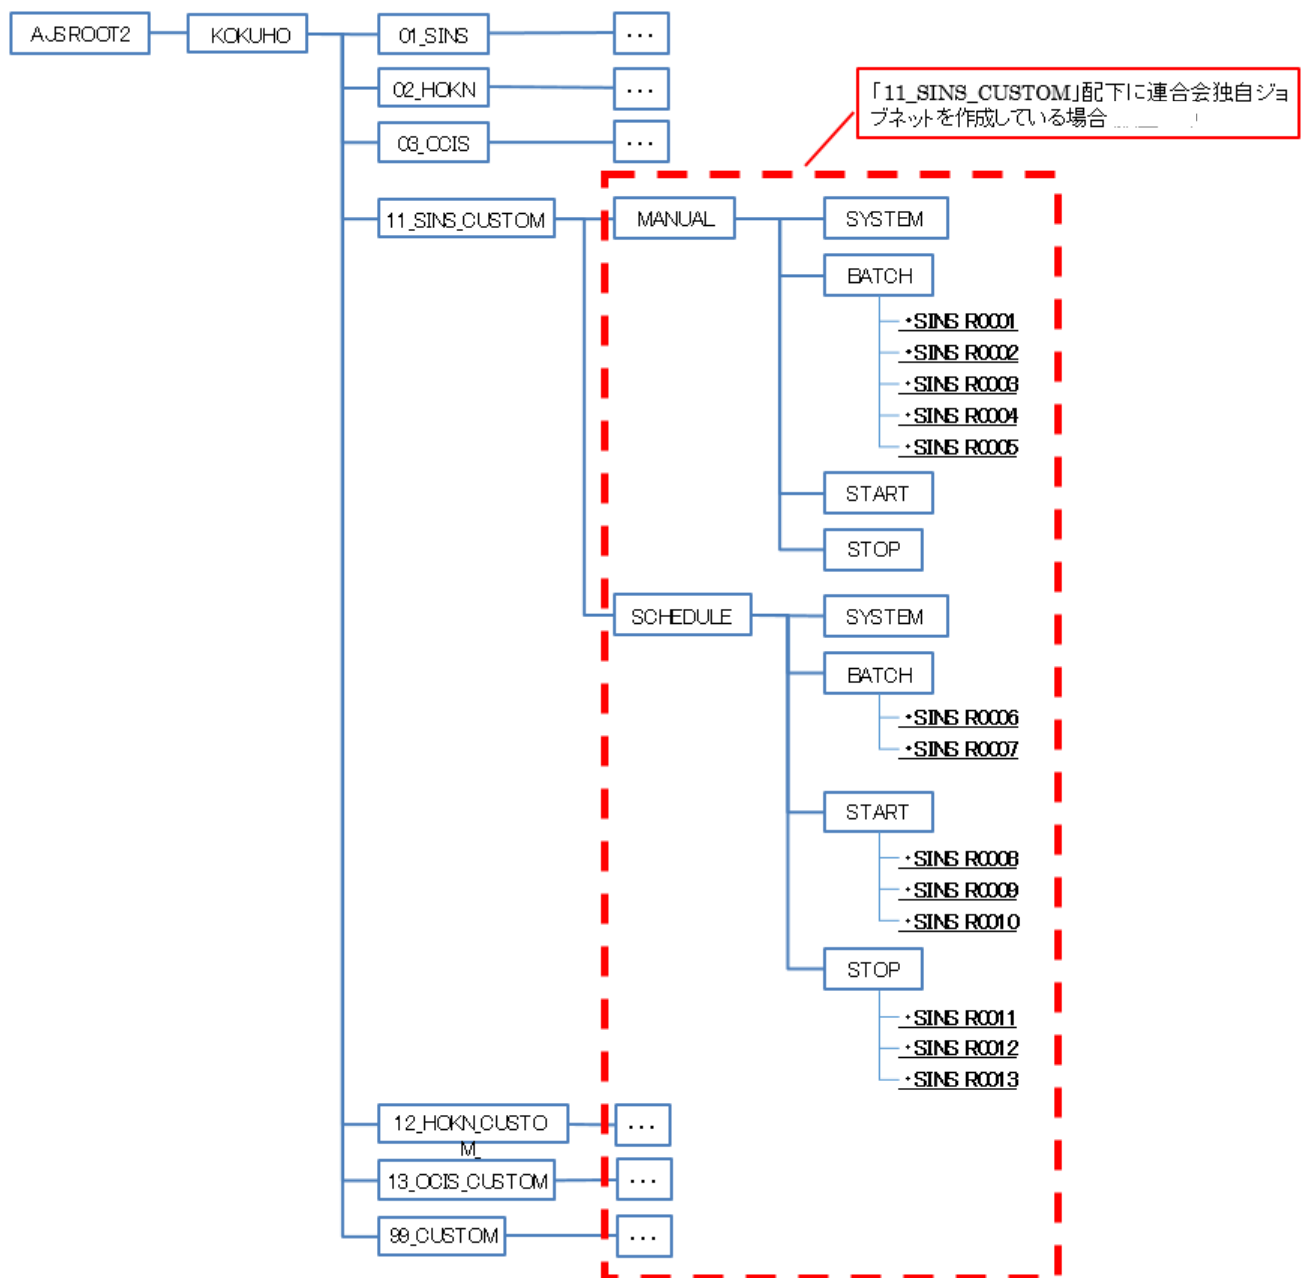 AJSROOT2
KOKUHO
01_SINS
...
02_HOKN
...
「11_SINS_CUSTOM」配下に連合会独自ジョ
ブネットを作成している場合
03_OCIS
...
11_SINS_CUSTOM
MANUAL
SYSTEM
BATCH
・SINS R0001
・SINS R0002
・SINS R0003
・SINS R0004
・SINS R0005
START
STOP
SCHEDULE
SYSTEM
BATCH
・SINS R0006
・SINS R0007
START
・SINS R0008
・SINS R0009
・SINS R0010
STOP
・SINS R0011
・SINS R0012
・SINS R0013
12_HOKN_CUSTO
M_
...
13_OCIS_CUSTOM
...
99_CUSTOM
...